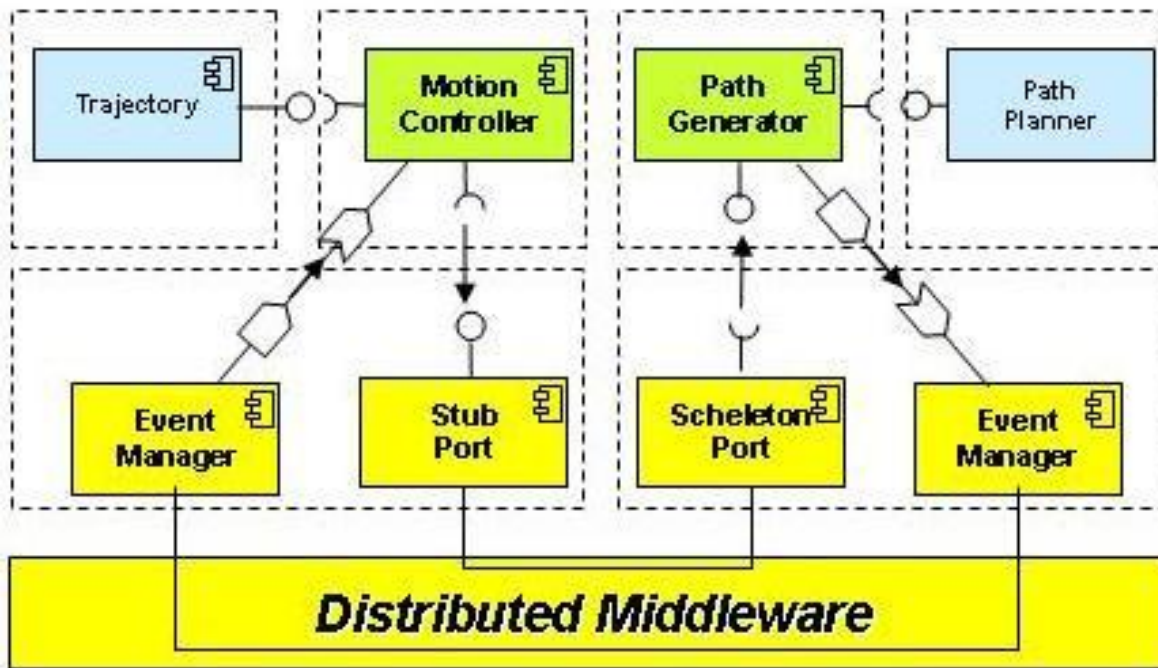 Trajectory
Motion
Controller
Path
Generator
Path
Planner
Event
Manager
Stub
Port
Scheleton
Port
Event
Manager
Distributed Middleware